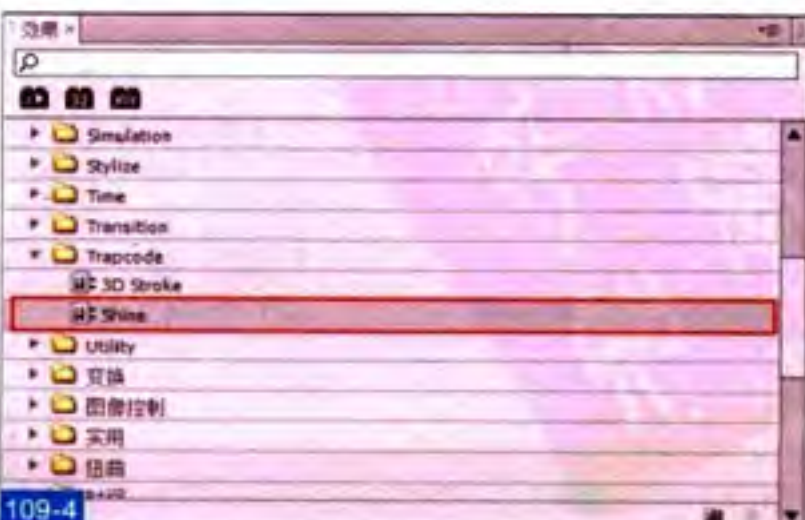 效果
Simulation
Stylize
Time
Transition
Trapcode
3D Stroke
Shine
Utility
变换
图像控制
实用
扭曲
109-4